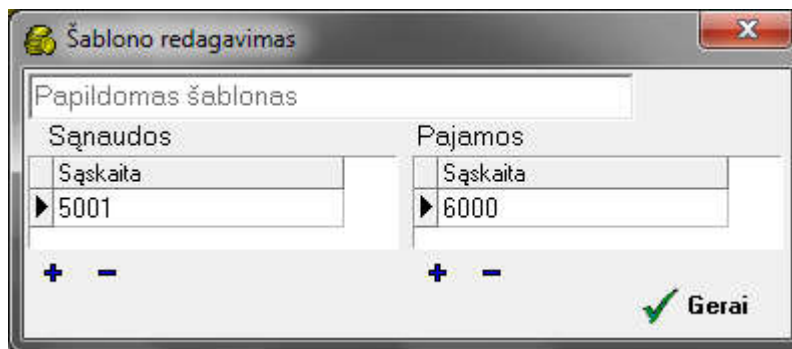 Šablono redagavimas
Papildomas šablonas
Sąnaudos Pajamos
Sąskaita Sąskaita
5001 6000
Gerai